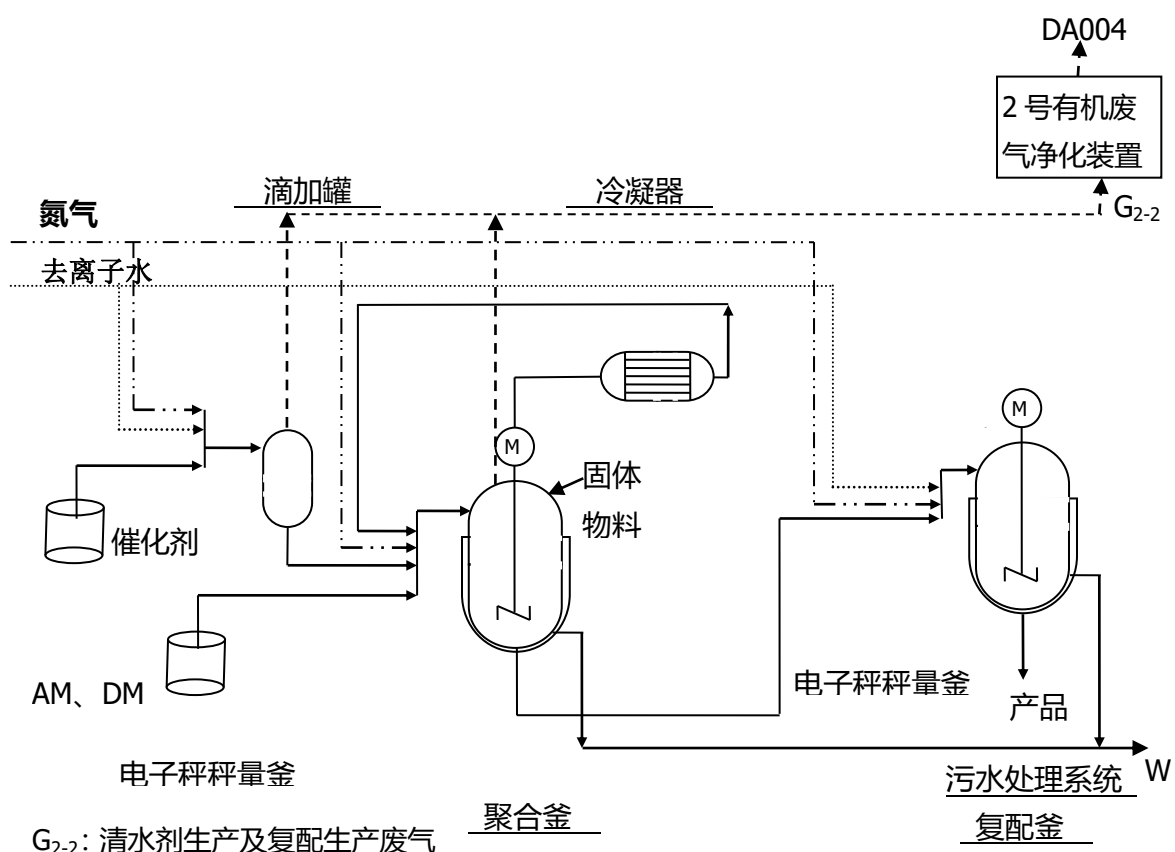 DA004
2 号有机废
气净化装置
滴加罐
冷凝器
氮气
G2-2
去离子水
M
M
固体
物料
催化剂
AM、DM
电子秤秤量釜
产品
电子秤秤量釜
污水处理系统
W
聚合釜
复配釜
G2-2: 清水剂生产及复配生产废气